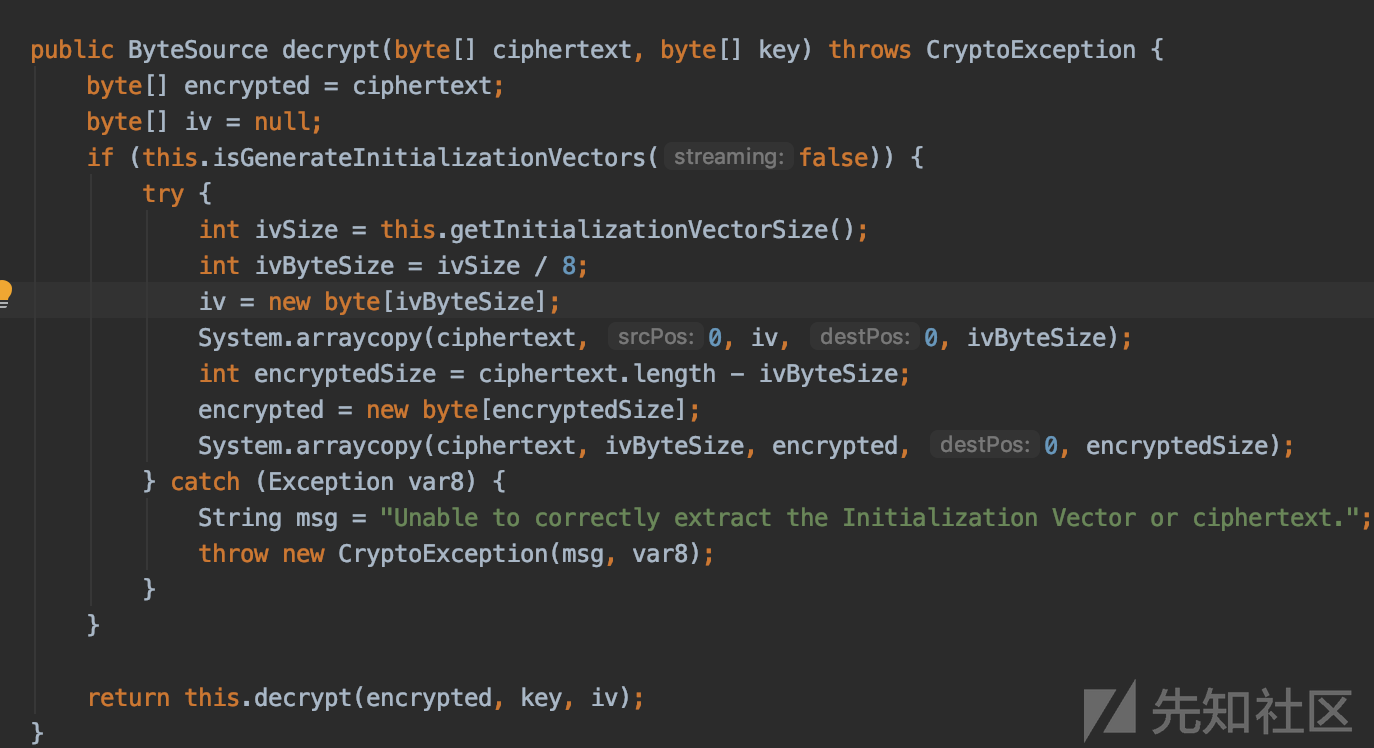 public ByteSource decrypt(byte[] ciphertext, byte[] key) throws CryptoException {
    byte[] encrypted = ciphertext;
    byte[] iv = null;
    if (this.isGenerateInitializationVectors( streaming: false)) {
        try {
            int ivSize = this.getInitializationVectorSize();
            int ivByteSize = ivSize / 8;
            iv = new byte[ivByteSize];
            System.arraycopy(ciphertext, srcPos: 0, iv, destPos: 0, ivByteSize);
            int encryptedSize = ciphertext.length - ivByteSize;
            encrypted = new byte[encryptedSize];
            System.arraycopy(ciphertext, ivByteSize, encrypted, destPos: 0, encryptedSize);
        } catch (Exception var8) {
            String msg = "Unable to correctly extract the Initialization Vector or ciphertext.";
            throw new CryptoException(msg, var8);
        }
    }
    return this.decrypt(encrypted, key, iv);
}
先知社区